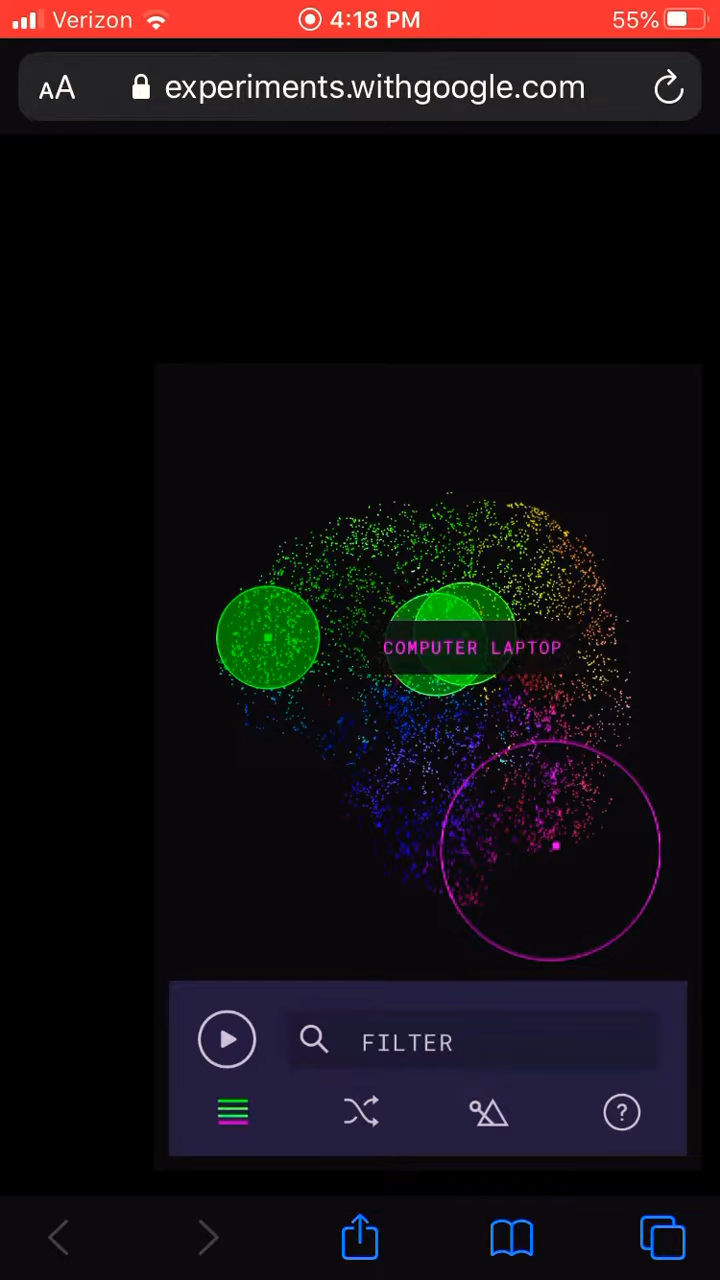 Verizon 4:18 PM 55%
AA experiments.withgoogle.com
COMPUTER LAPTOP
FILTER
?